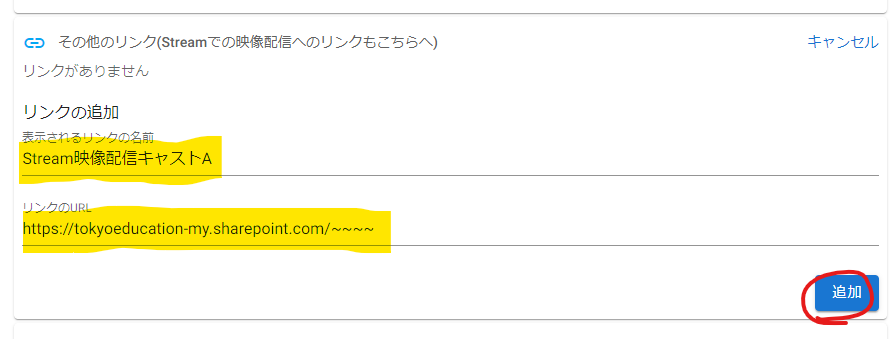 その他のリンク(Streamでの映像配信へのリンクもこちらへ)
キャンセル
リンクがありません
リンクの追加
表示されるリンクの名前
Stream映像配信キャストA
リンクのURL
https://tokyoeducation-my.sharepoint.com/~~~~
追加